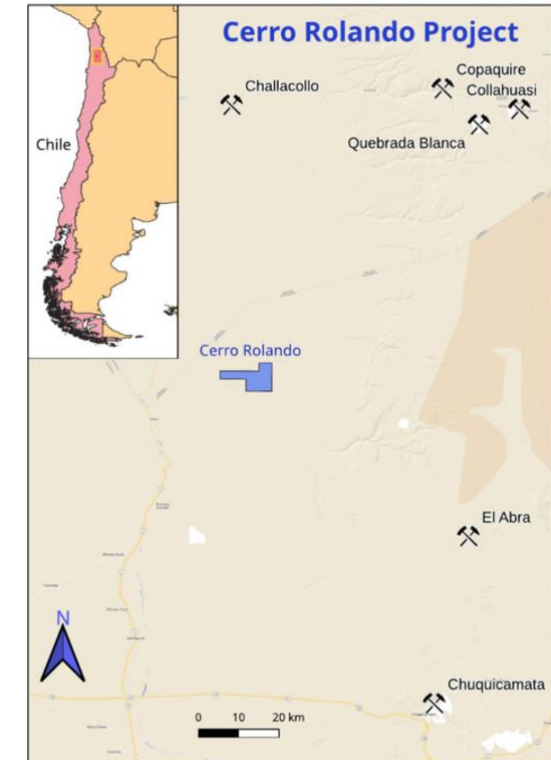 Cerro Rolando Project
Challacollo
Copaquire
Collahuasi
Chile
Quebrada Blanca
Cerro Rolando
El Abra
N
Chuquicamata
0 10 20 km